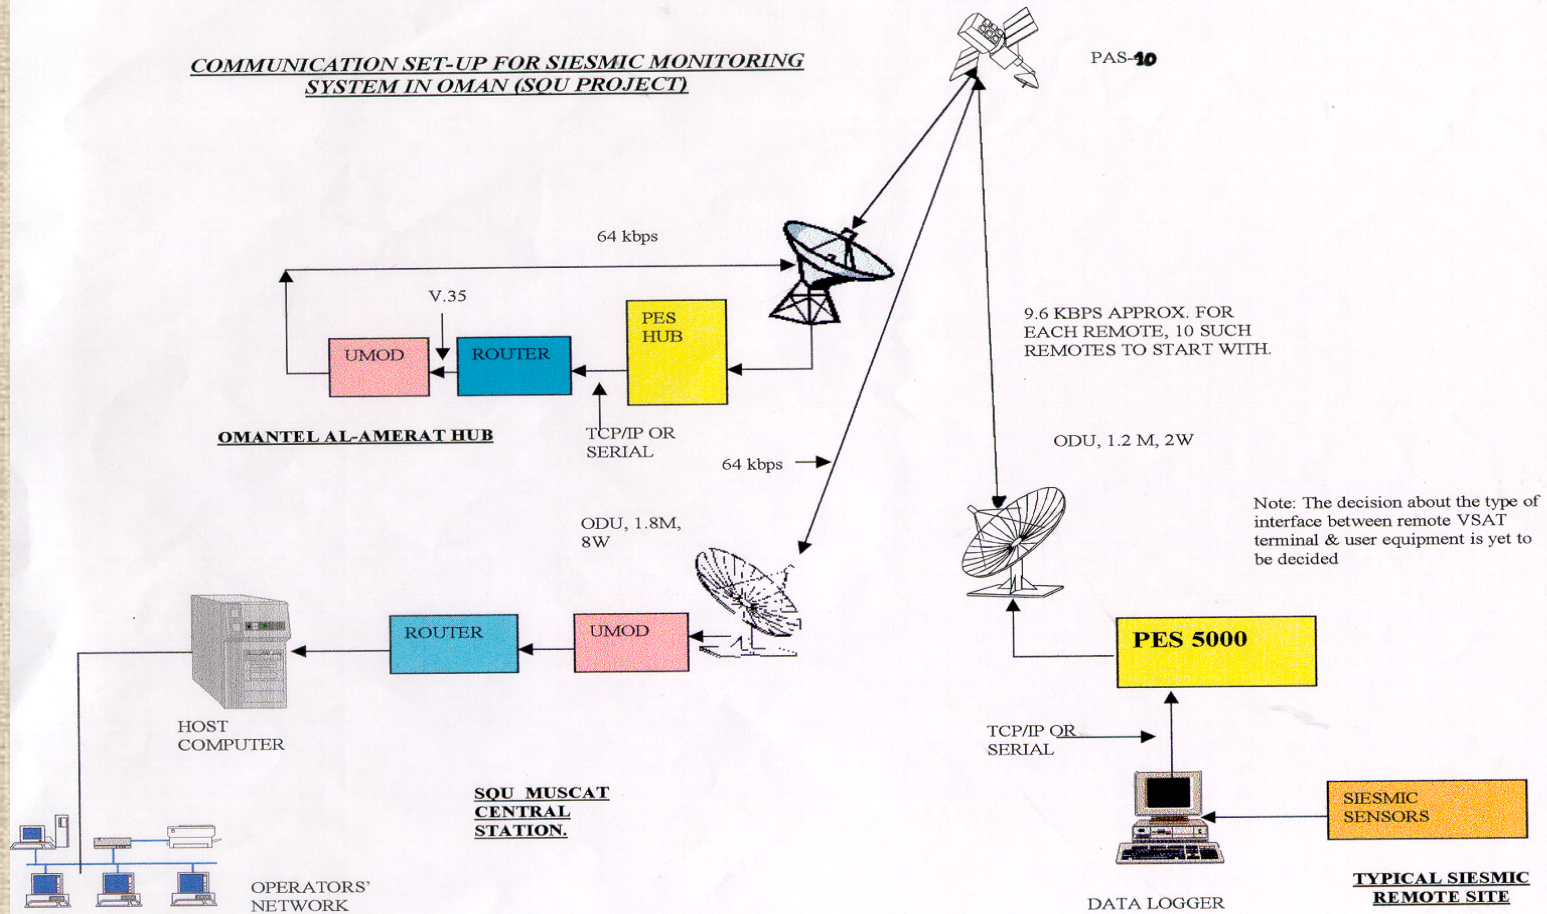 COMMUNICATION SET-UP FOR SIESMIC MONITORING
SYSTEM IN OMAN (SQU PROJECT)
PAS-10
64 kbps
V.35
PES
HUB
UMOD
ROUTER
OMANTEL AL-AMERAT HUB
TCP/IP OR
SERIAL
9.6 KBPS APPROX. FOR
EACH REMOTE, 10 SUCH
REMOTES TO START WITH.
ODU, 1.2 M, 2W
64 kbps
ODU, 1.8M,
8W
Note: The decision about the type of
interface between remote VSAT
terminal & user equipment is yet to
be decided
ROUTER
UMOD
PES 5000
HOST
COMPUTER
TCP/IP OR
SERIAL
SQU MUSCAT
CENTRAL
STATION.
SIESMIC
SENSORS
OPERATORS'
NETWORK
DATA LOGGER
TYPICAL SIESMIC
REMOTE SITE